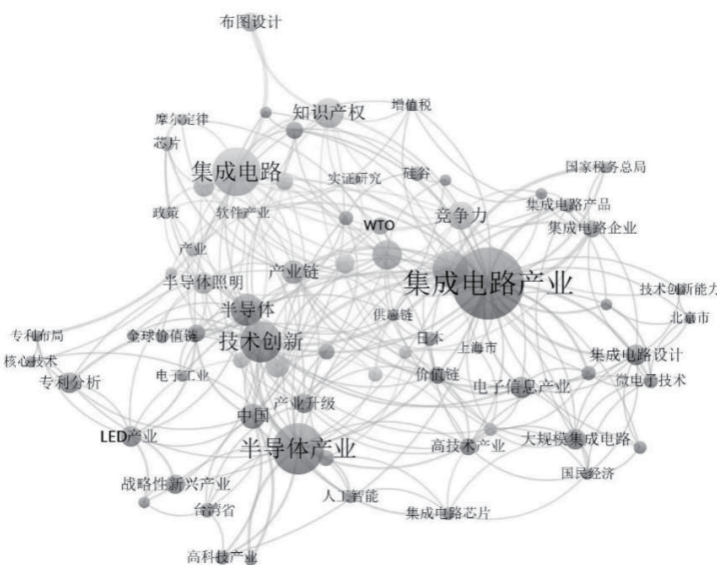 布图设计
知识产权
增值税
摩尔定律
芯片
集成电路
实证研究
硅谷
国家税务总局
政策
软件产业
WTO
竞争力
集成电路产品
集成电路企业
产业
半导体照明
产业链
集成电路产业
技术创新能力
半导体
供应链
北京市
专利布局
全球价值链
技术创新
日本
上海市
集成电路设计
核心技术
专利分析
电子工业
价值链
电子信息产业
微电子技术
产业升级
中国
LED产业
半导体产业
高技术产业
大规模集成电路
战略性新兴产业
人工智能
国民经济
台湾省
集成电路芯片
高科技产业